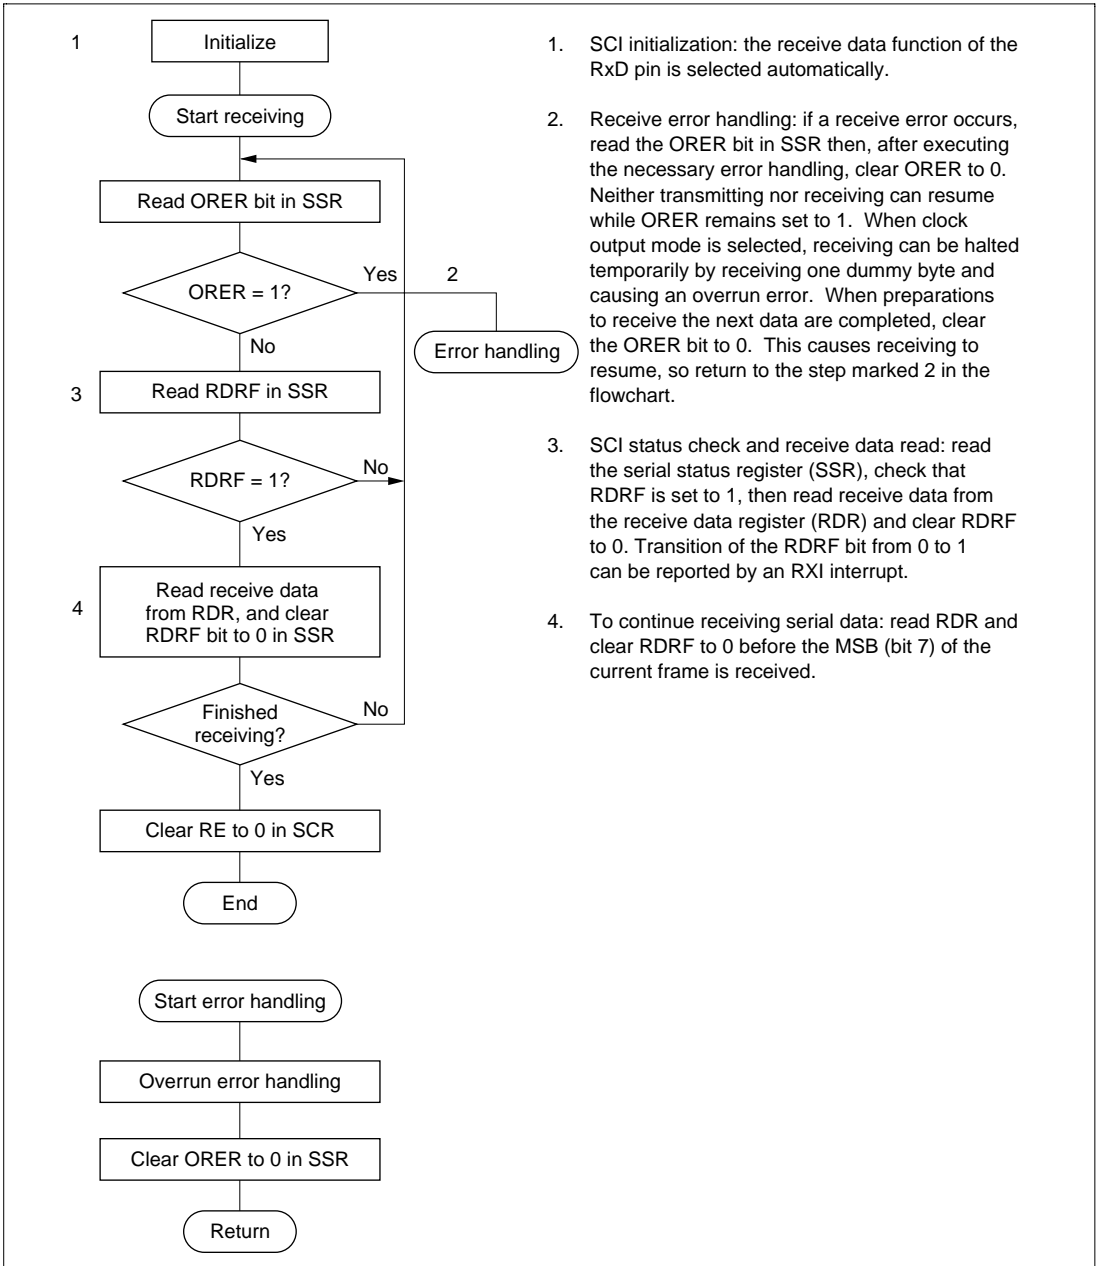 1
Initialize
Start receiving
Read ORER bit in SSR
ORER = 1?
Yes
2
No
Error handling
3
Read RDRF in SSR
RDRF = 1?
No
Yes
4
Read receive data
from RDR, and clear
RDRF bit to 0 in SSR
Finished
receiving?
No
Yes
Clear RE to 0 in SCR
End
Start error handling
Overrun error handling
Clear ORER to 0 in SSR
Return
1. SCI initialization: the receive data function of the
RxD pin is selected automatically.
2. Receive error handling: if a receive error occurs,
read the ORER bit in SSR then, after executing
the necessary error handling, clear ORER to 0.
Neither transmitting nor receiving can resume
while ORER remains set to 1. When clock
output mode is selected, receiving can be halted
temporarily by receiving one dummy byte and
causing an overrun error. When preparations
to receive the next data are completed, clear
the ORER bit to 0. This causes receiving to
resume, so return to the step marked 2 in the
flowchart.
3. SCI status check and receive data read: read
the serial status register (SSR), check that
RDRF is set to 1, then read receive data from
the receive data register (RDR) and clear RDRF
to 0. Transition of the RDRF bit from 0 to 1
can be reported by an RXI interrupt.
4. To continue receiving serial data: read RDR and
clear RDRF to 0 before the MSB (bit 7) of the
current frame is received.